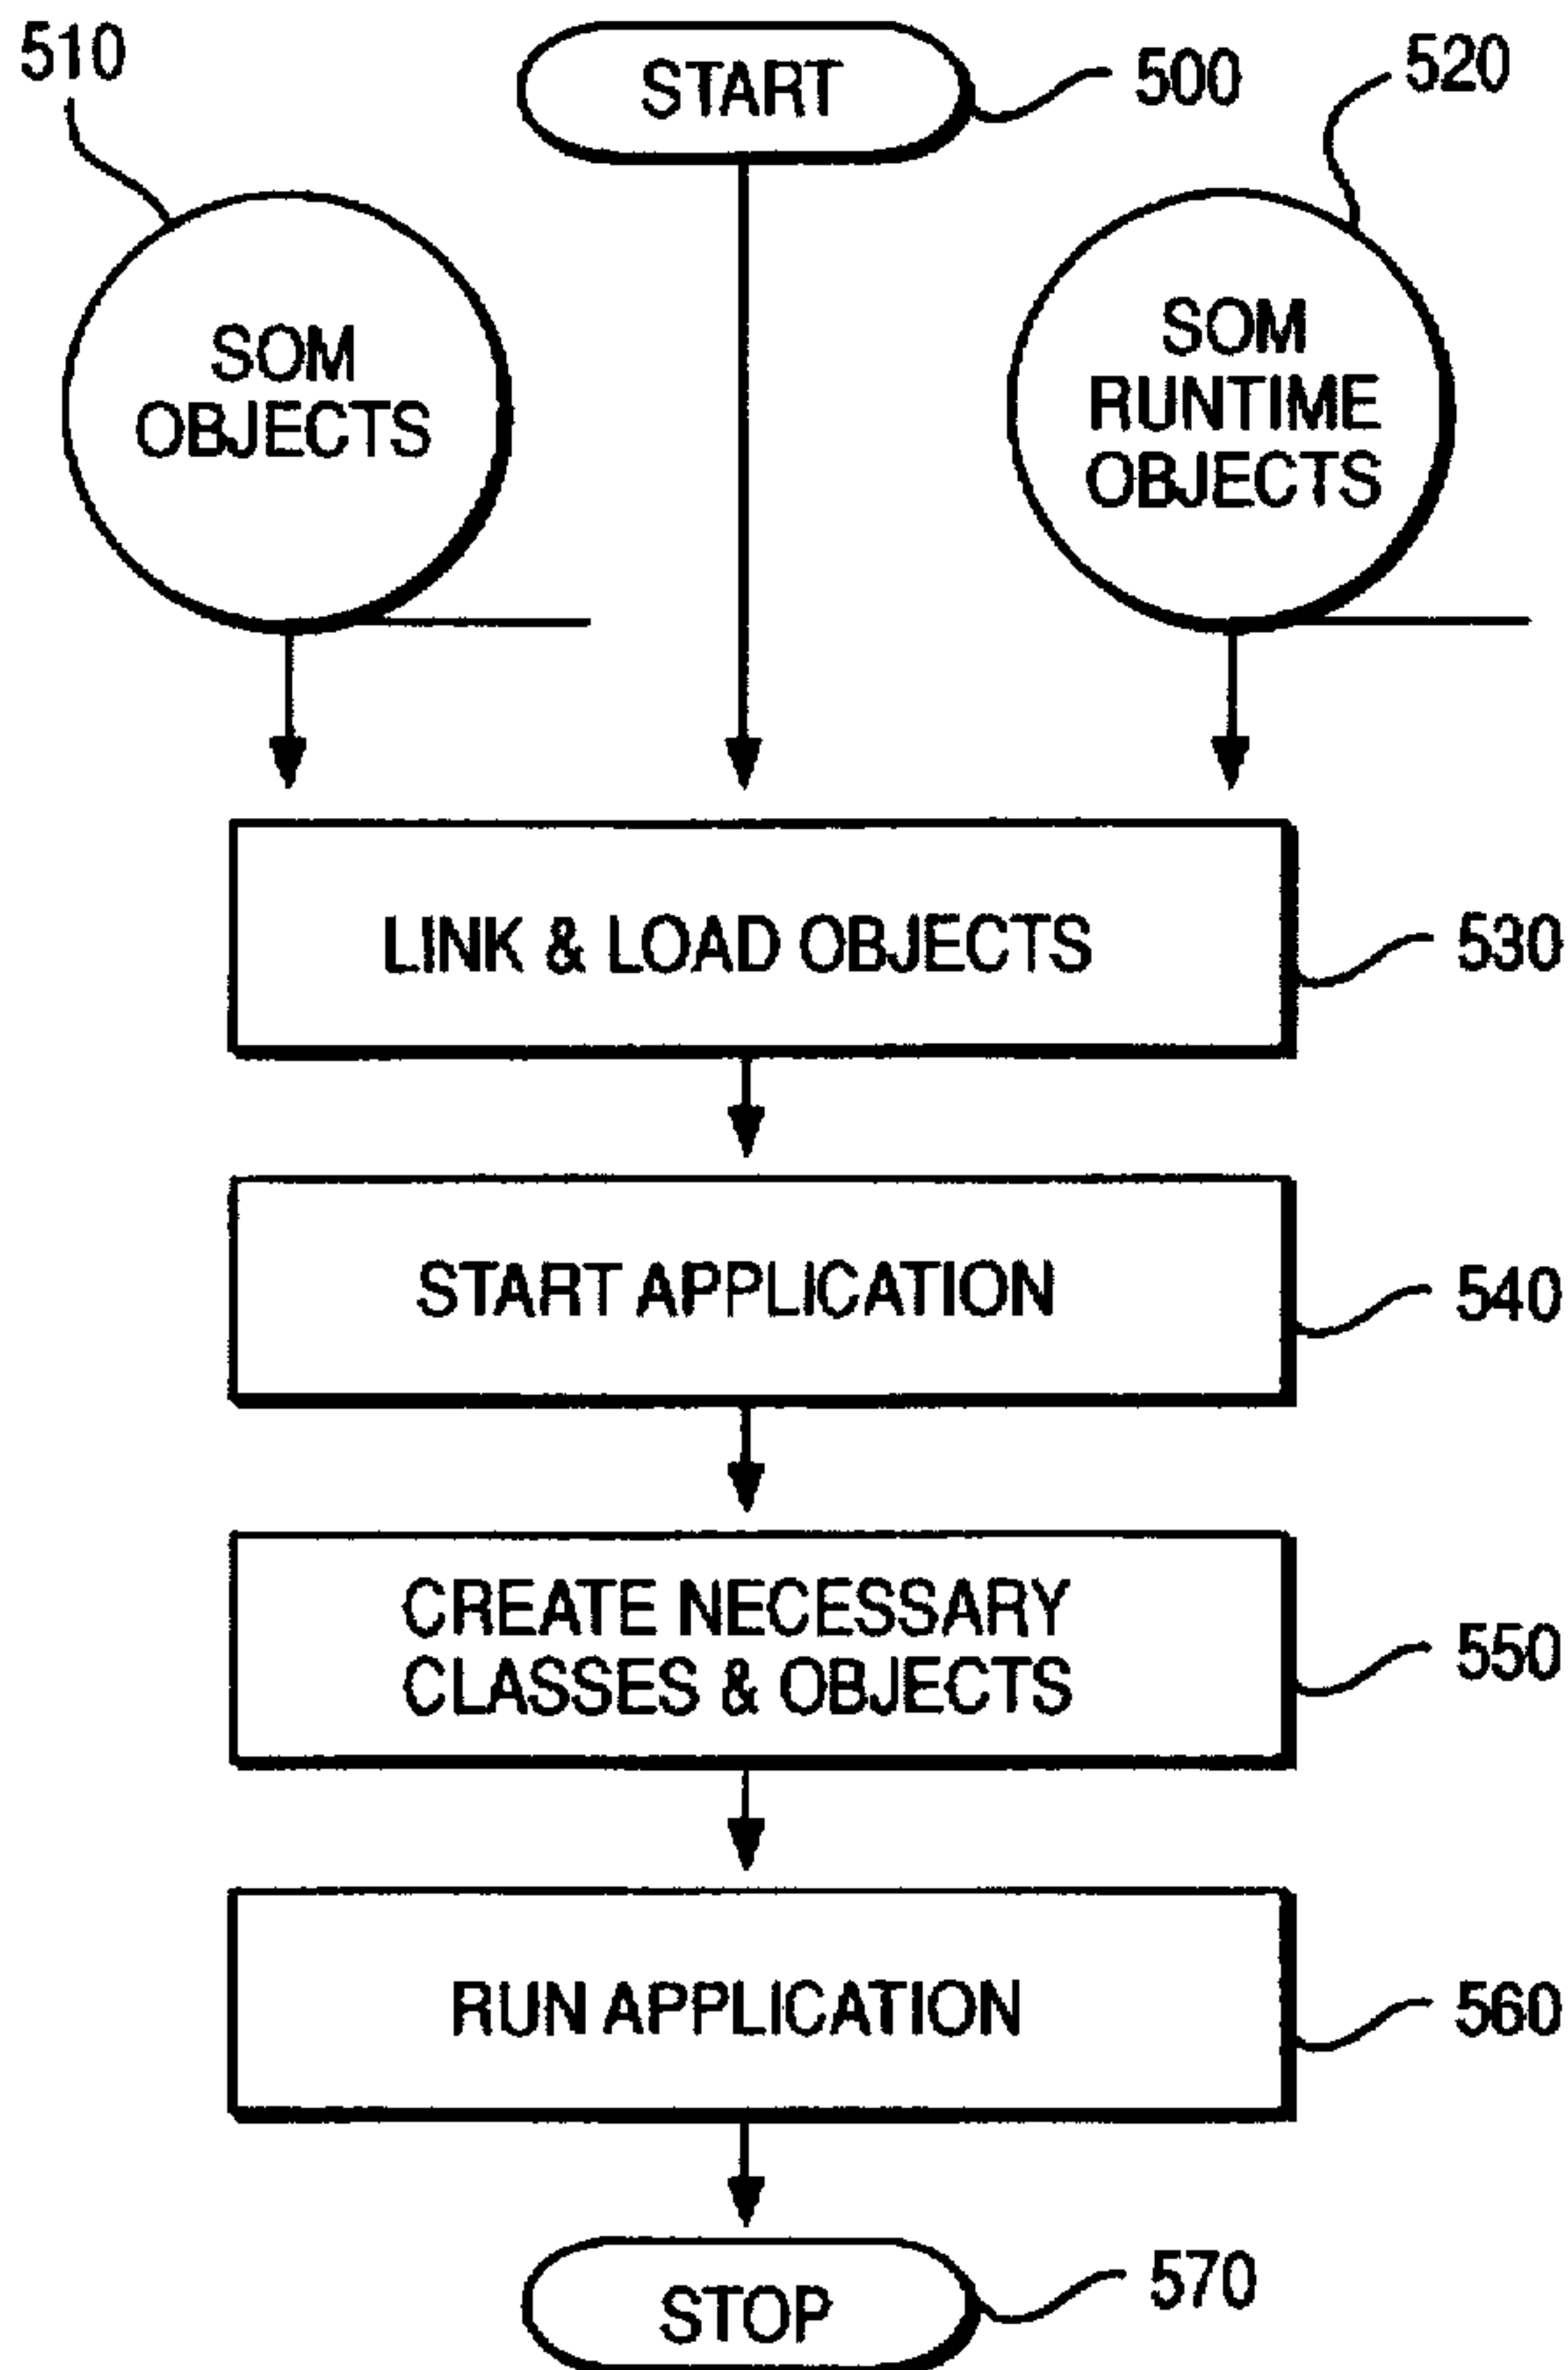 510
START
500
520
SOM
OBJECTS
SOM
RUNTIME
OBJECTS
LINK & LOAD OBJECTS
530
START APPLICATION
540
CREATE NECESSARY
CLASSES & OBJECTS
550
RUN APPLICATION
560
STOP
570